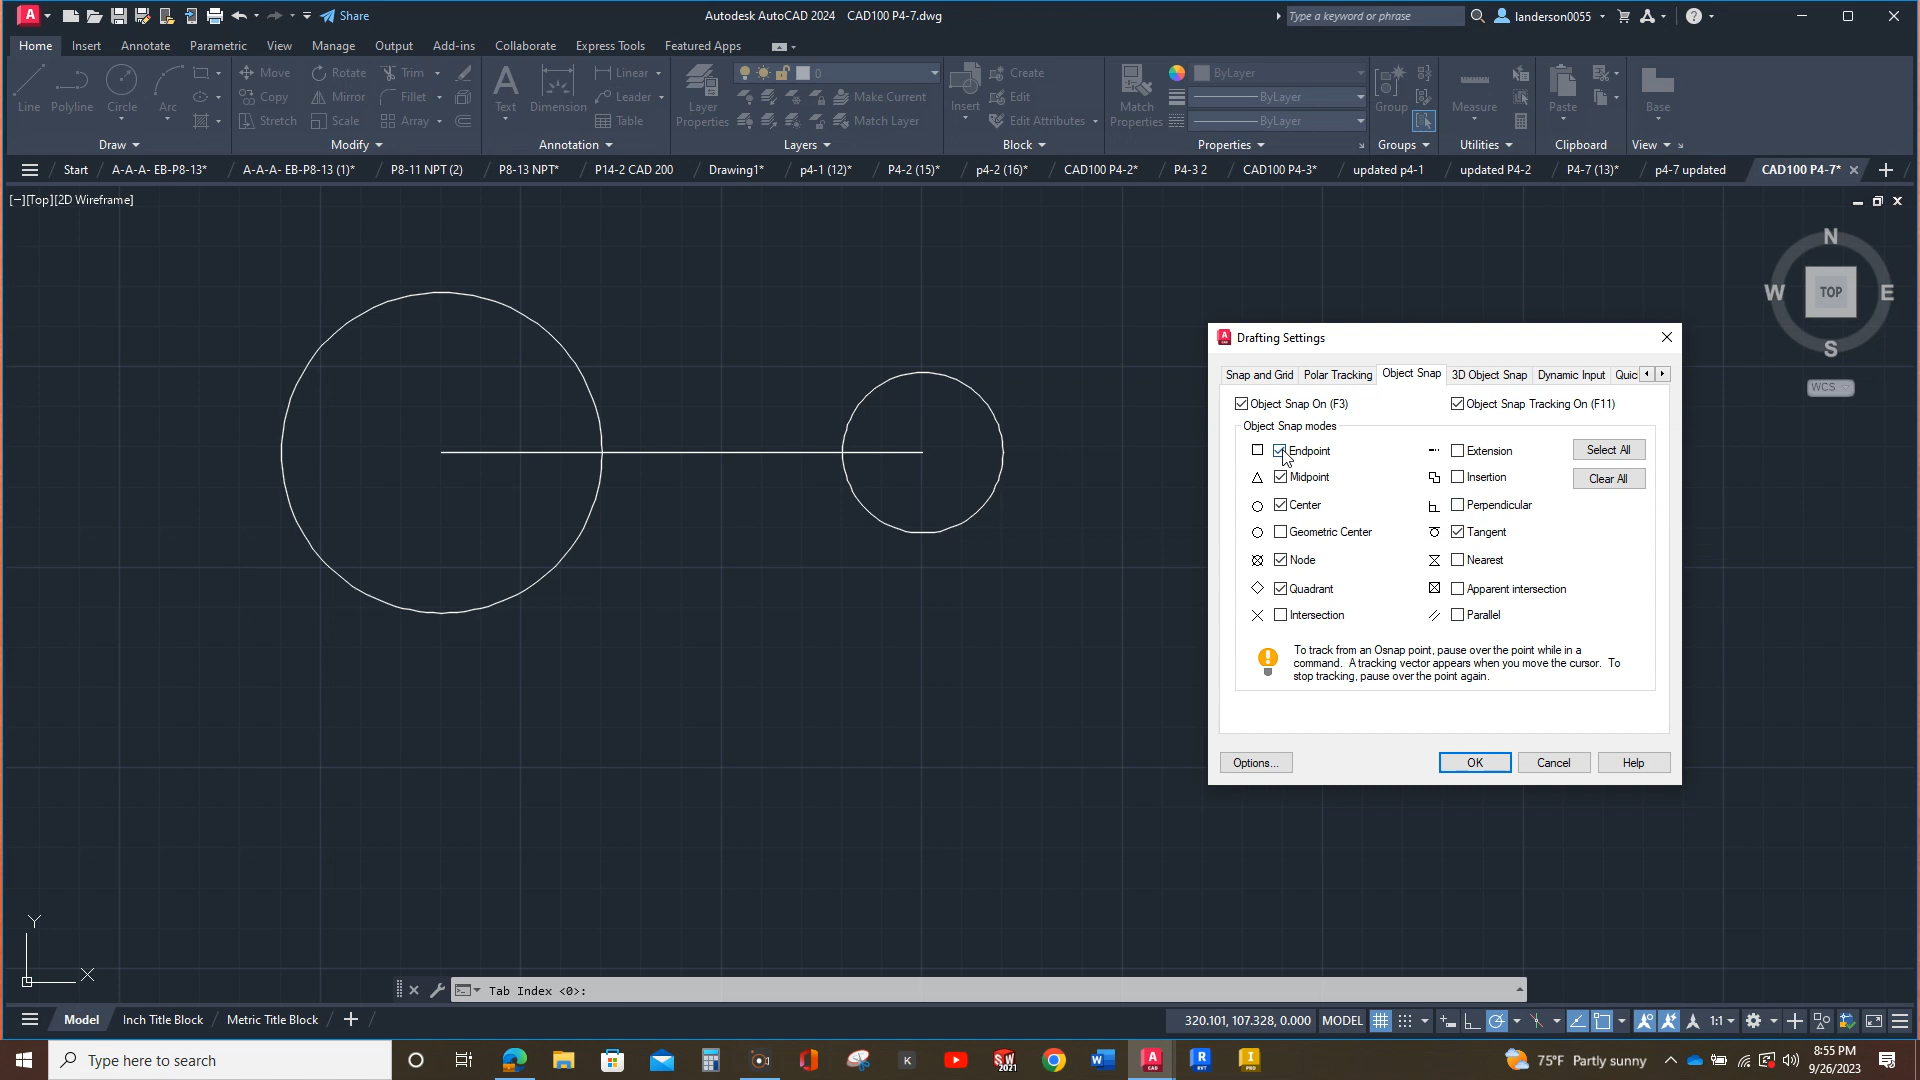 Share
Autodesk AutoCAD 2024 CAD100 P4-7.dwg
Type a keyword or phrase
landerson0055
Home Insert Annotate Parametric View Manage Output Add-ins Collaborate Express Tools Featured Apps
Line Polyline Circle Arc
Move Rotate Trim
Copy Mirror Fillet
Stretch Scale Array
Text Dimension
Linear
Leader
Table
Layer Properties
0
Make Current
Match Layer
Insert
Create
Edit
Edit Attributes
Match Properties
ByLayer
ByLayer
ByLayer
Group
Measure
Paste
Base
Draw Modify Annotation Layers Block Properties Groups Utilities Clipboard View
Start A-A-A- EB-P8-13* A-A-A- EB-P8-13 (1)* P8-11 NPT (2) P8-13 NPT* P14-2 CAD 200 Drawing1* p4-1 (12)* P4-2 (15)* p4-2 (16)* CAD100 P4-2* P4-3 2 CAD100 P4-3* updated p4-1 updated P4-2 P4-7 (13)* p4-7 updated CAD100 P4-7*
[−][Top][2D Wireframe]
N
W TOP E
S
WCS
Drafting Settings
Snap and Grid Polar Tracking Object Snap 3D Object Snap Dynamic Input Quic
Object Snap On (F3) Object Snap Tracking On (F11)
Object Snap modes
Endpoint Extension Select All
Midpoint Insertion Clear All
Center Perpendicular
Geometric Center Tangent
Node Nearest
Quadrant Apparent intersection
Intersection Parallel
To track from an Osnap point, pause over the point while in a
command. A tracking vector appears when you move the cursor. To
stop tracking, pause over the point again.
Options... OK Cancel Help
Y
X
Tab Index <0>:
Model Inch Title Block Metric Title Block
320.101, 107.328, 0.000 MODEL 1:1
Type here to search
75°F Partly sunny
8:55 PM
9/26/2023